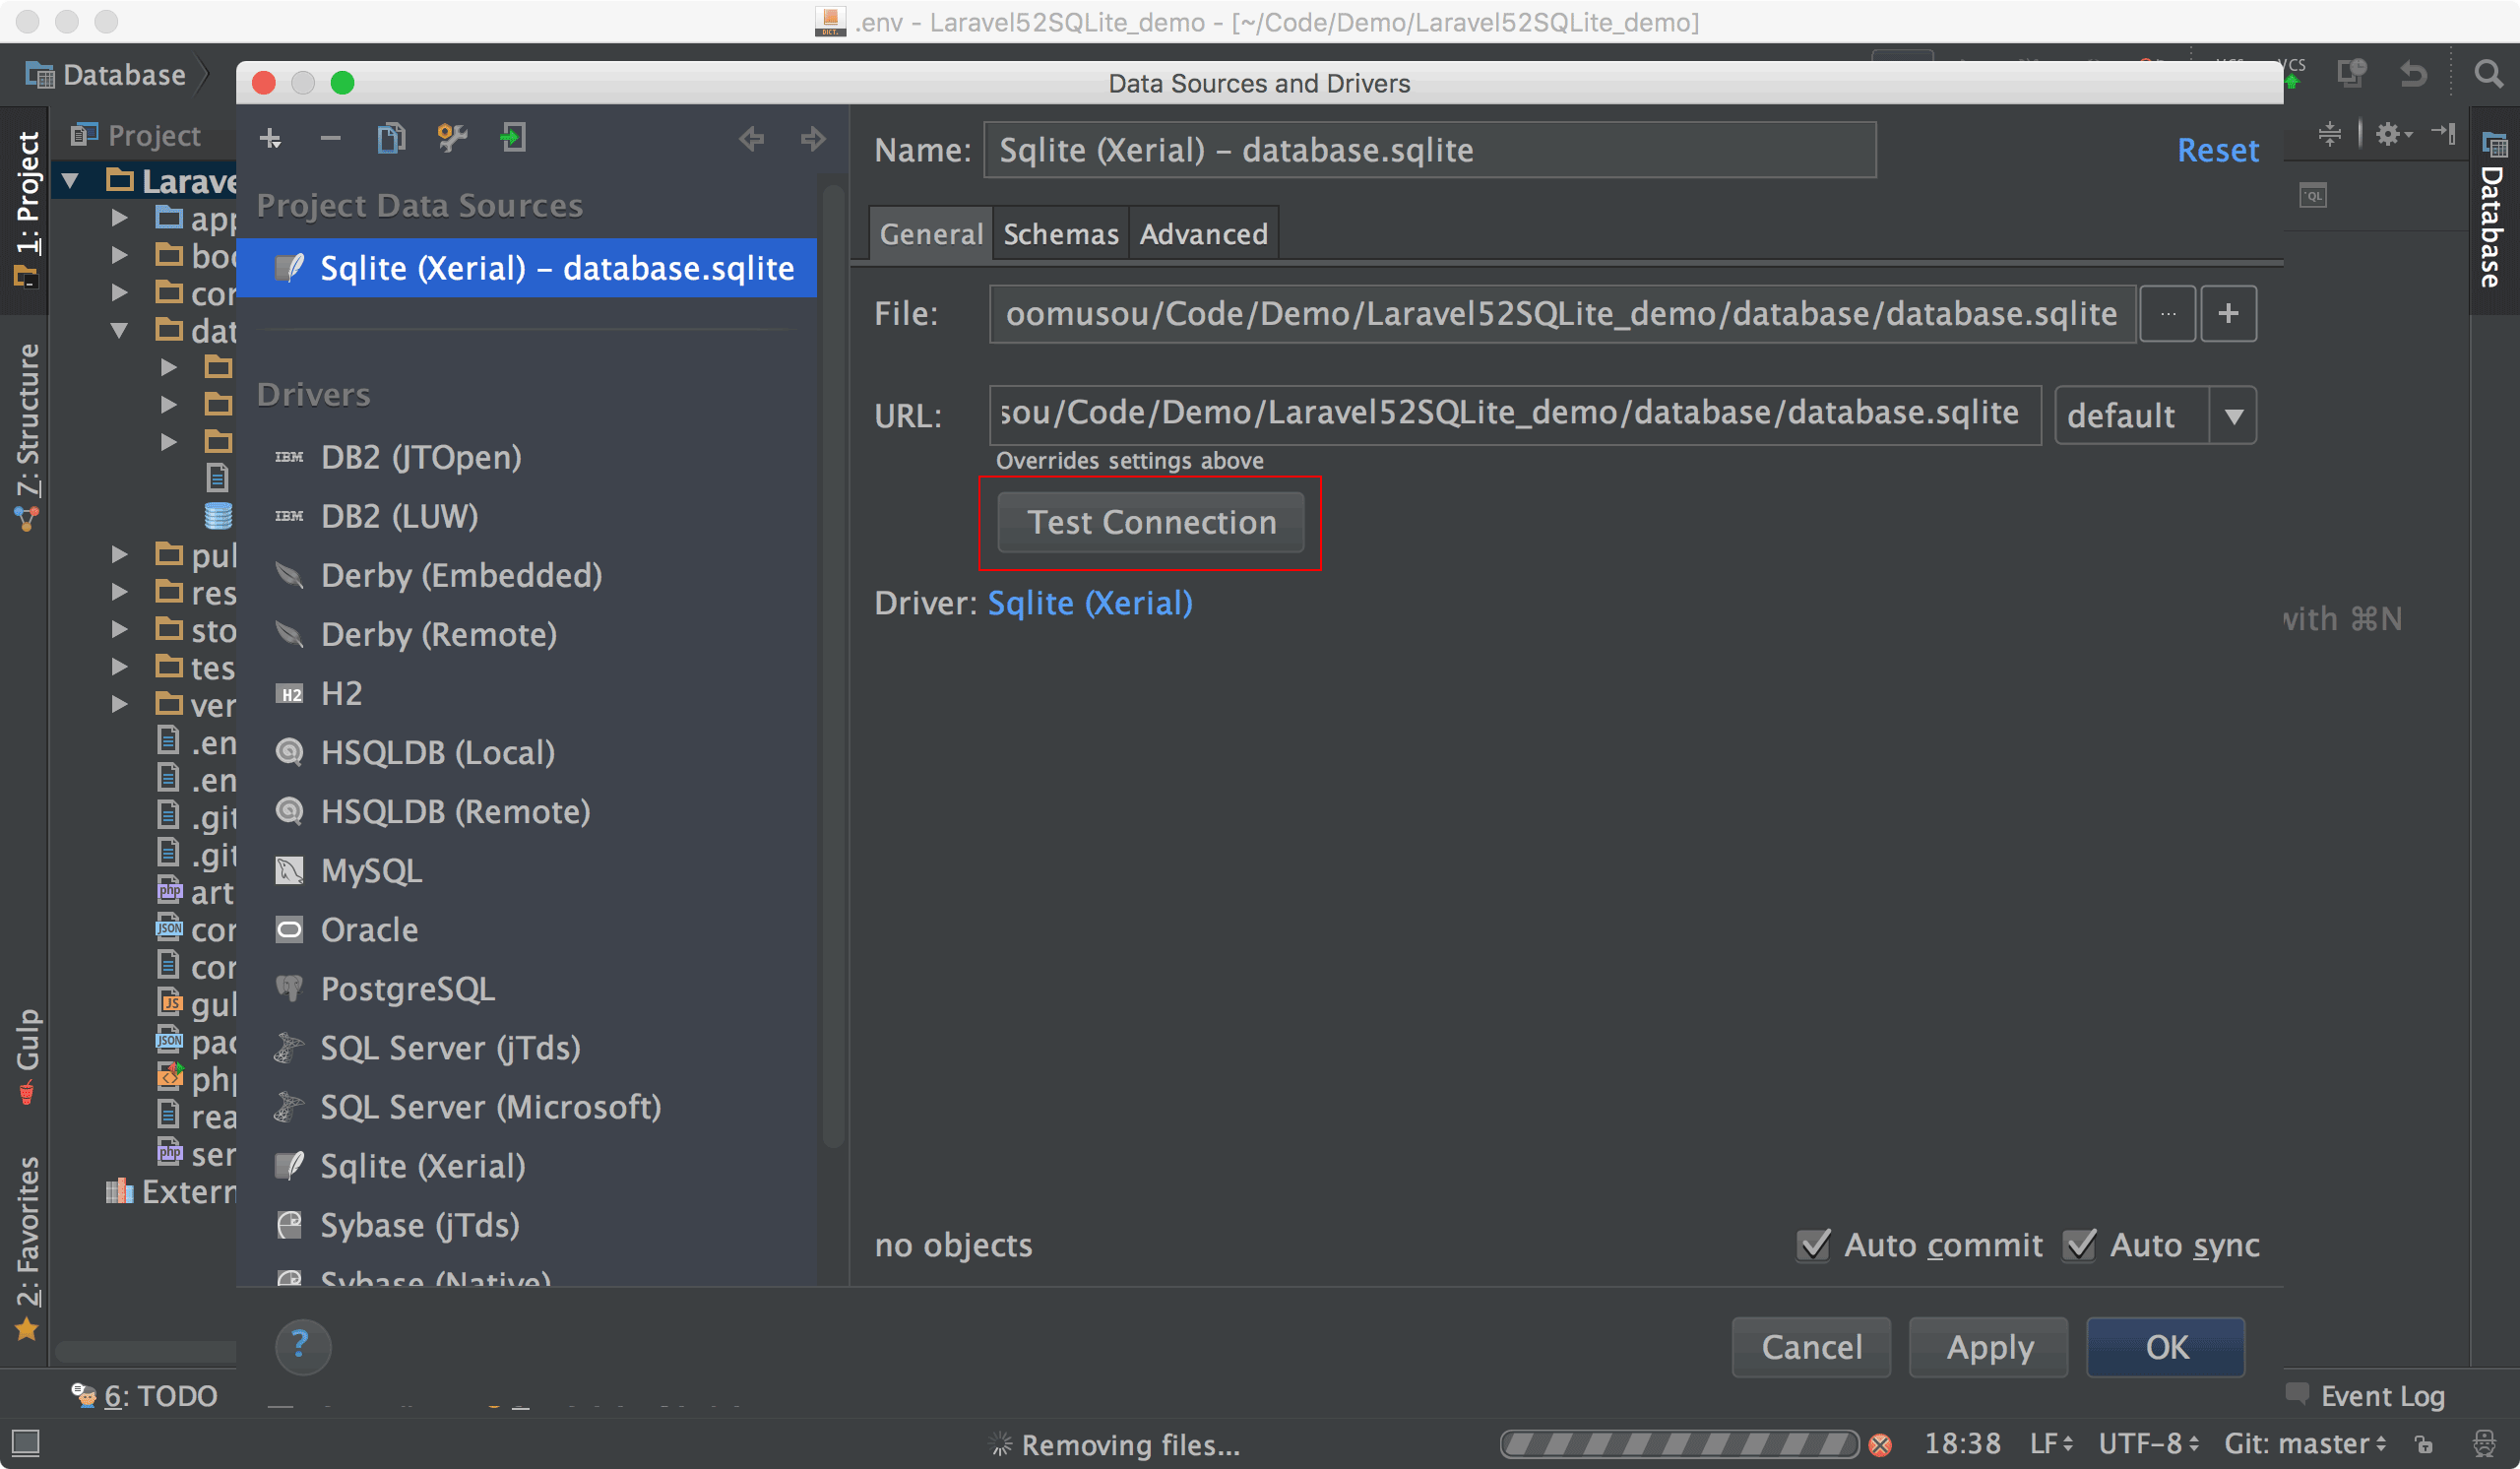 .env - Laravel52SQLite_demo - [~/Code/Demo/Laravel52SQLite_demo]
Database
Data Sources and Drivers
VCS
1: Project
7: Structure
Gulp
2: Favorites
Project
Larave
app
boo
cor
dat
pul
res
sto
tes
ver
.en
.en
.git
.git
art
cor
cor
gul
pac
php
rea
ser
Extern
Project Data Sources
Sqlite (Xerial) – database.sqlite
Drivers
IBM DB2 (JTOpen)
IBM DB2 (LUW)
Derby (Embedded)
Derby (Remote)
H2 H2
HSQLDB (Local)
HSQLDB (Remote)
MySQL
Oracle
PostgreSQL
SQL Server (jTds)
SQL Server (Microsoft)
Sqlite (Xerial)
Sybase (jTds)
Sybase (Native)
Name: Sqlite (Xerial) – database.sqlite
Reset
General Schemas Advanced
File: oomusou/Code/Demo/Laravel52SQLite_demo/database/database.sqlite ... +
URL: sou/Code/Demo/Laravel52SQLite_demo/database/database.sqlite default
Overrides settings above
Test Connection
Driver: Sqlite (Xerial)
with ⌘N
no objects
Auto commit Auto sync
? Cancel Apply OK
Database
6: TODO
Event Log
Removing files...
18:38 LF UTF-8 Git: master